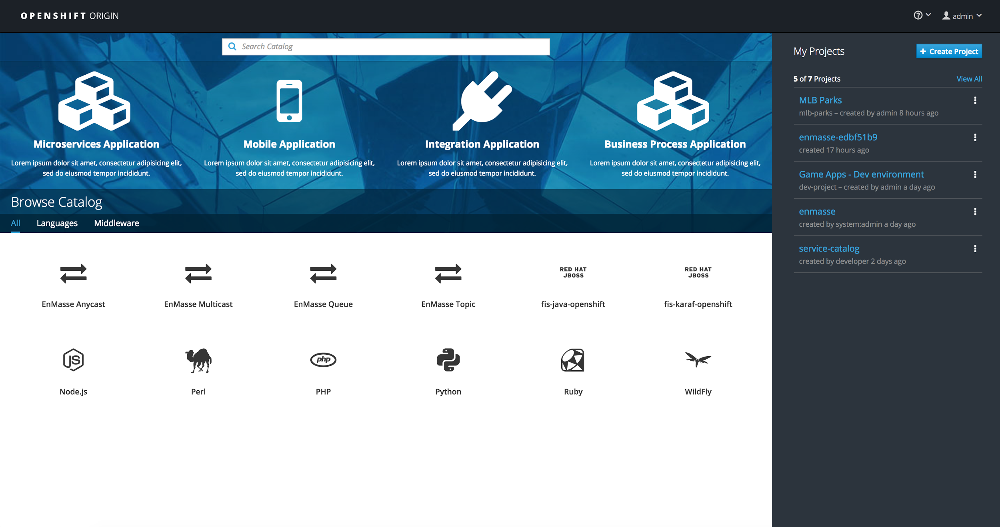 OPENSHIFT ORIGIN
admin
Search Catalog
Microservices Application
Lorem ipsum dolor sit amet, consectetur adipisicing elit,
sed do eiusmod tempor incididunt.
Mobile Application
Lorem ipsum dolor sit amet, consectetur adipisicing elit,
sed do eiusmod tempor incididunt.
Integration Application
Lorem ipsum dolor sit amet, consectetur adipisicing elit,
sed do eiusmod tempor incididunt.
Business Process Application
Lorem ipsum dolor sit amet, consectetur adipisicing elit,
sed do eiusmod tempor incididunt.
Browse Catalog
All Languages Middleware
EnMasse Anycast
EnMasse Multicast
EnMasse Queue
EnMasse Topic
RED HAT
JBOSS
fis-java-openshift
RED HAT
JBOSS
fis-karaf-openshift
JS
Node.js
Perl
php
PHP
Python
Ruby
WildFly
My Projects
+ Create Project
5 of 7 Projects
View All
MLB Parks
mlb-parks – created by admin 8 hours ago
enmasse-edbf51b9
created 17 hours ago
Game Apps - Dev environment
dev-project – created by admin a day ago
enmasse
created by system:admin a day ago
service-catalog
created by developer 2 days ago